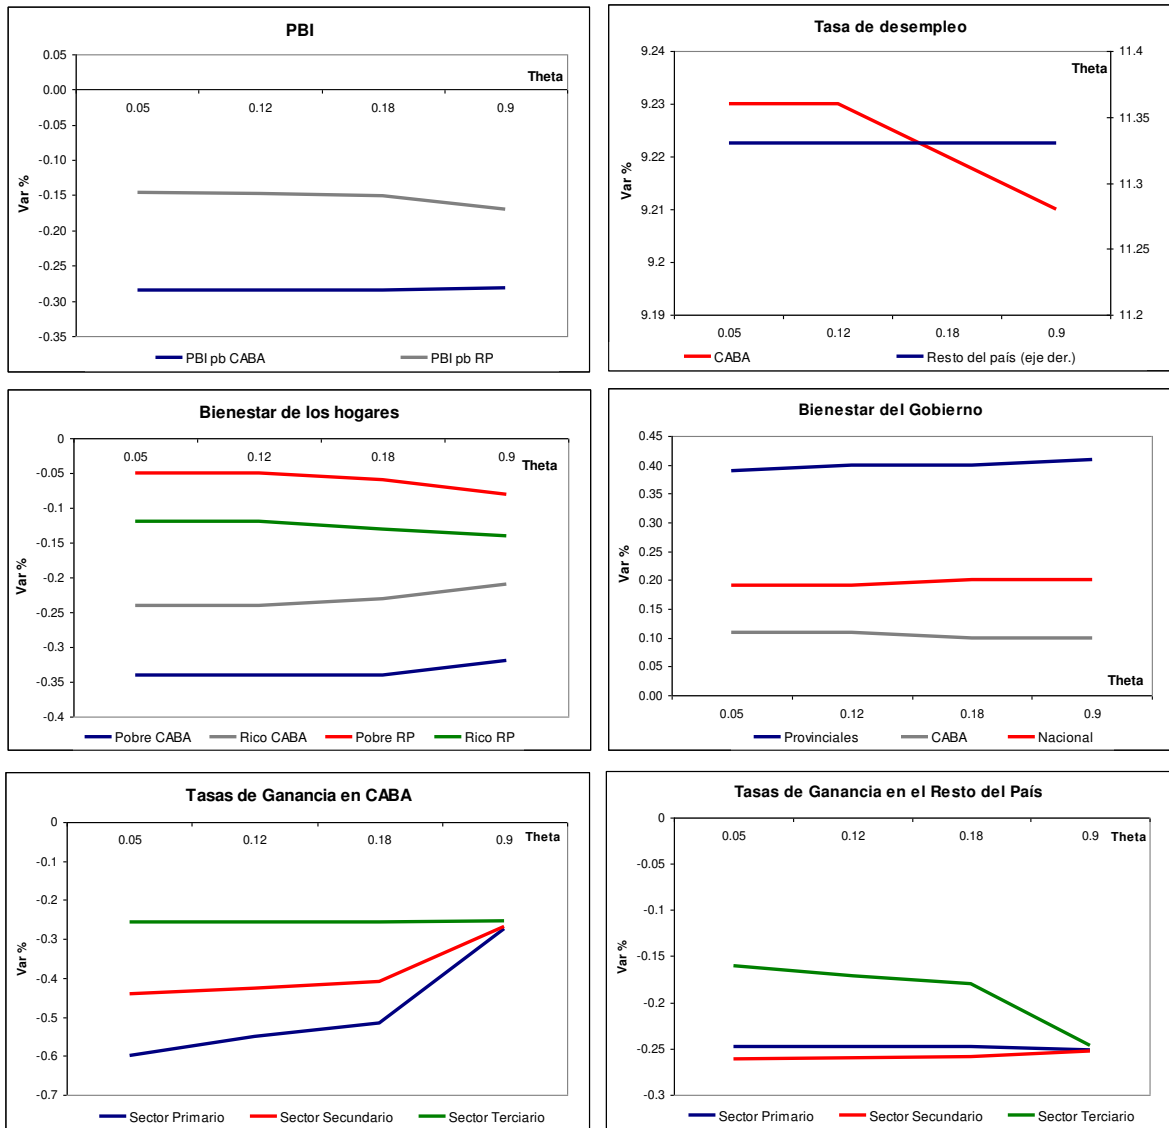 PBI
0.05
0.00
-0.05
-0.10
-0.15
-0.20
-0.25
-0.30
-0.35
Var %
Theta
0.05 0.12 0.18 0.9
PBI pb CABA PBI pb RP
Tasa de desempleo
9.24
9.23
9.22
9.21
9.2
9.19
Var %
11.4
11.35
11.3
11.25
11.2
Theta
0.05 0.12 0.18 0.9
CABA Resto del país (eje der.)
Bienestar de los hogares
0
-0.05
-0.1
-0.15
-0.2
-0.25
-0.3
-0.35
-0.4
Var %
0.05 0.12 0.18 0.9
Theta
Pobre CABA Rico CABA Pobre RP Rico RP
Bienestar del Gobierno
0.45
0.40
0.35
0.30
0.25
0.20
0.15
0.10
0.05
0.00
Var %
Theta
0.05 0.12 0.18 0.9
Provinciales CABA Nacional
Tasas de Ganancia en CABA
0
-0.1
-0.2
-0.3
-0.4
-0.5
-0.6
-0.7
Var %
0.05 0.12 0.18 0.9 Theta
Sector Primario Sector Secundario Sector Terciario
Tasas de Ganancia en el Resto del País
0
-0.05
-0.1
-0.15
-0.2
-0.25
-0.3
Var %
0.05 0.12 0.18 0.9 Theta
Sector Primario Sector Secundario Sector Terciario